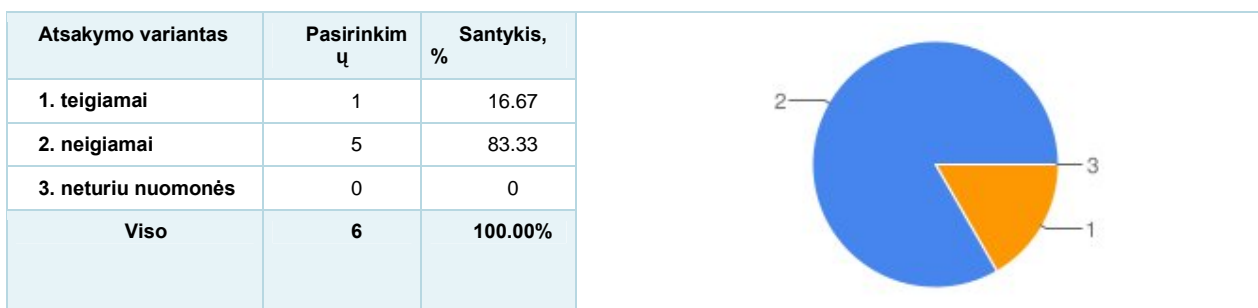 Atsakymo variantas Pasirinkim Santykis,
ų %
1. teigiamai 1 16.67
2. neigiamai 5 83.33
3. neturiu nuomonės 0 0
Viso 6 100.00%
2
3
1